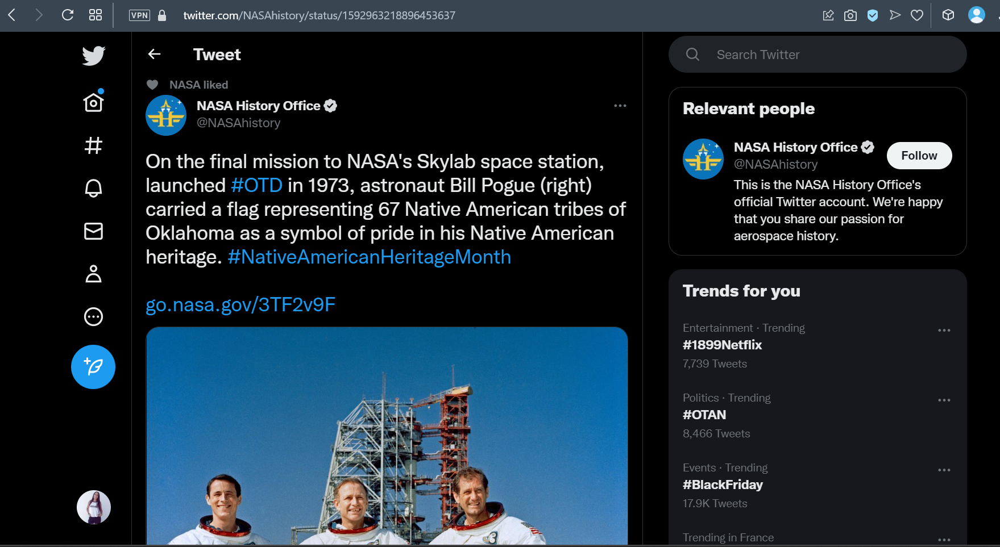 VPN
twitter.com/NASAhistory/status/1592963218896453637
Tweet
NASA liked
NASA History Office
@NASAhistory
On the final mission to NASA's Skylab space station,
launched #OTD in 1973, astronaut Bill Pogue (right)
carried a flag representing 67 Native American tribes of
Oklahoma as a symbol of pride in his Native American
heritage. #NativeAmericanHeritageMonth
go.nasa.gov/3TF2v9F
Search Twitter
Relevant people
NASA History Office
@NASAhistory
Follow
This is the NASA History Office's
official Twitter account. We're happy
that you share our passion for
aerospace history.
Trends for you
Entertainment · Trending
#1899Netflix
7,739 Tweets
Politics · Trending
#OTAN
8,466 Tweets
Events · Trending
#BlackFriday
17.9K Tweets
Trending in France